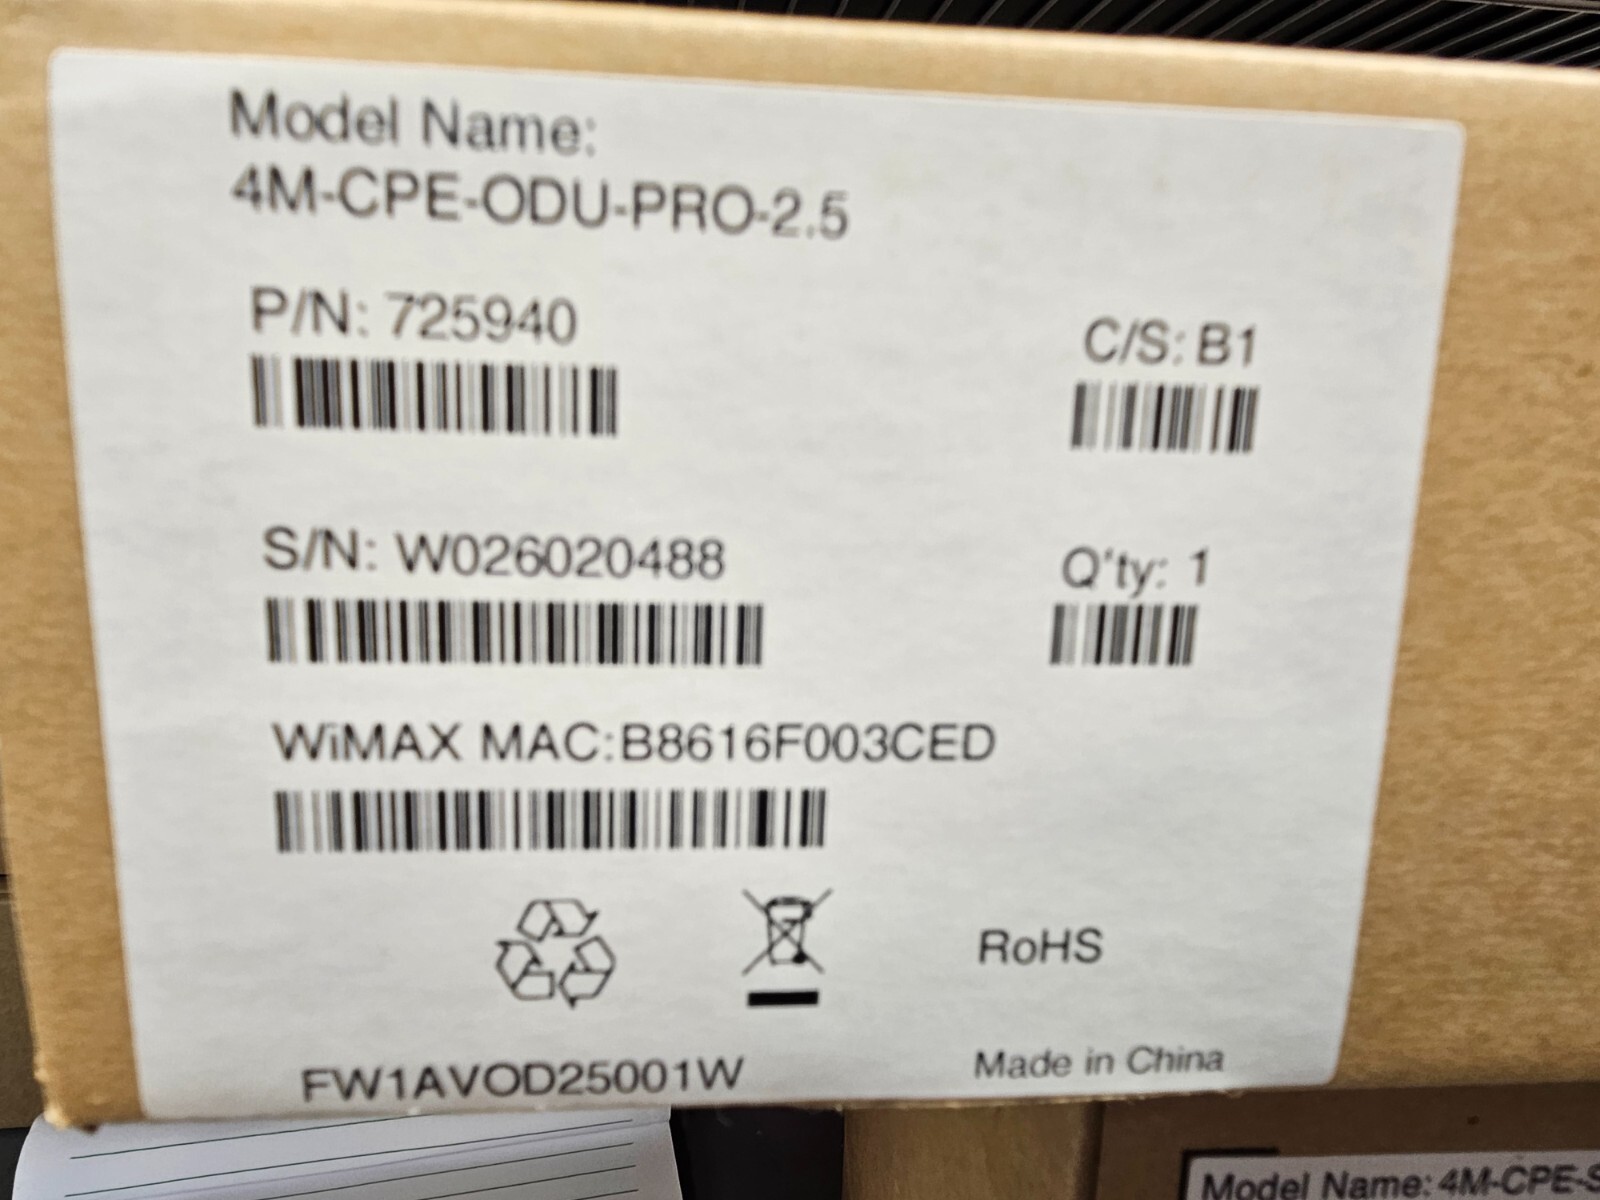 Model Name:
4M-CPE-ODU-PRO-2.5
P/N: 725940
C/S: B1
S/N: W026020488
Q'ty: 1
WiMAX MAC:B8616F003CED
RoHS
FW1AVOD25001W
Made in China
Model Name: 4M-CPE-S